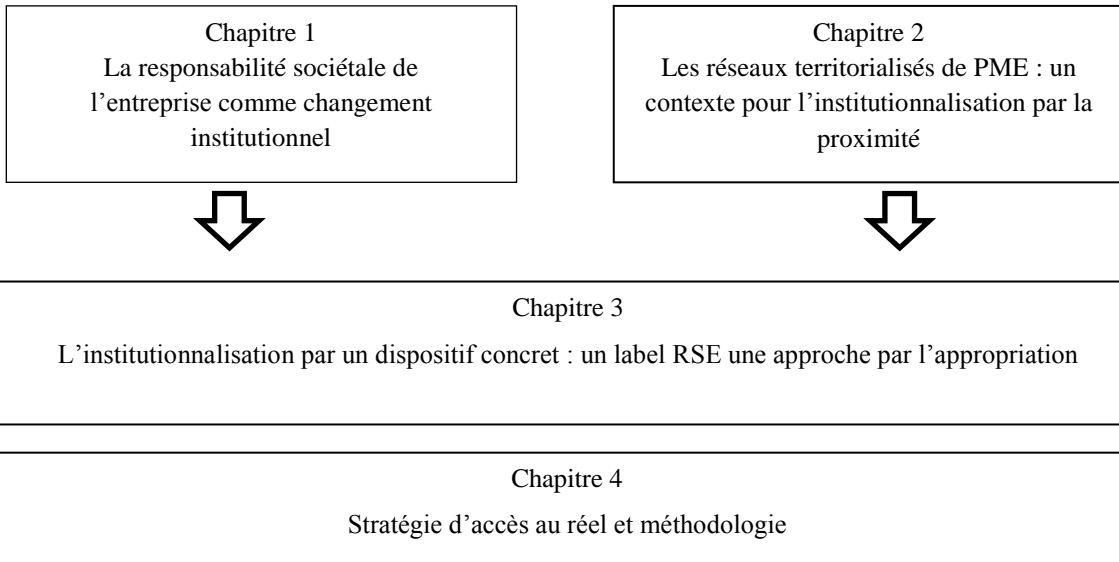 Chapitre 1
La responsabilité sociétale de
l’entreprise comme changement
institutionnel
Chapitre 2
Les réseaux territorialisés de PME : un
contexte pour l’institutionnalisation par la
proximité
Chapitre 3
L’institutionnalisation par un dispositif concret : un label RSE une approche par l’appropriation
Chapitre 4
Stratégie d’accès au réel et méthodologie